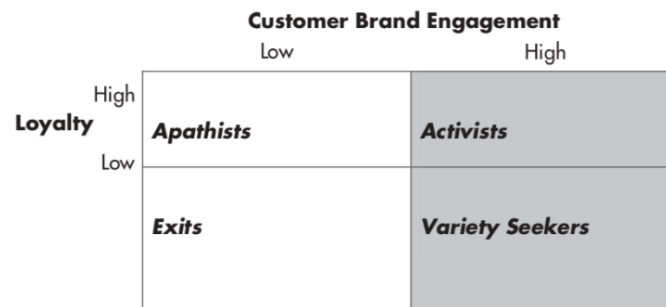 Customer Brand Engagement
Low High
High
Loyalty Apathists Activists
Low
Exits Variety Seekers